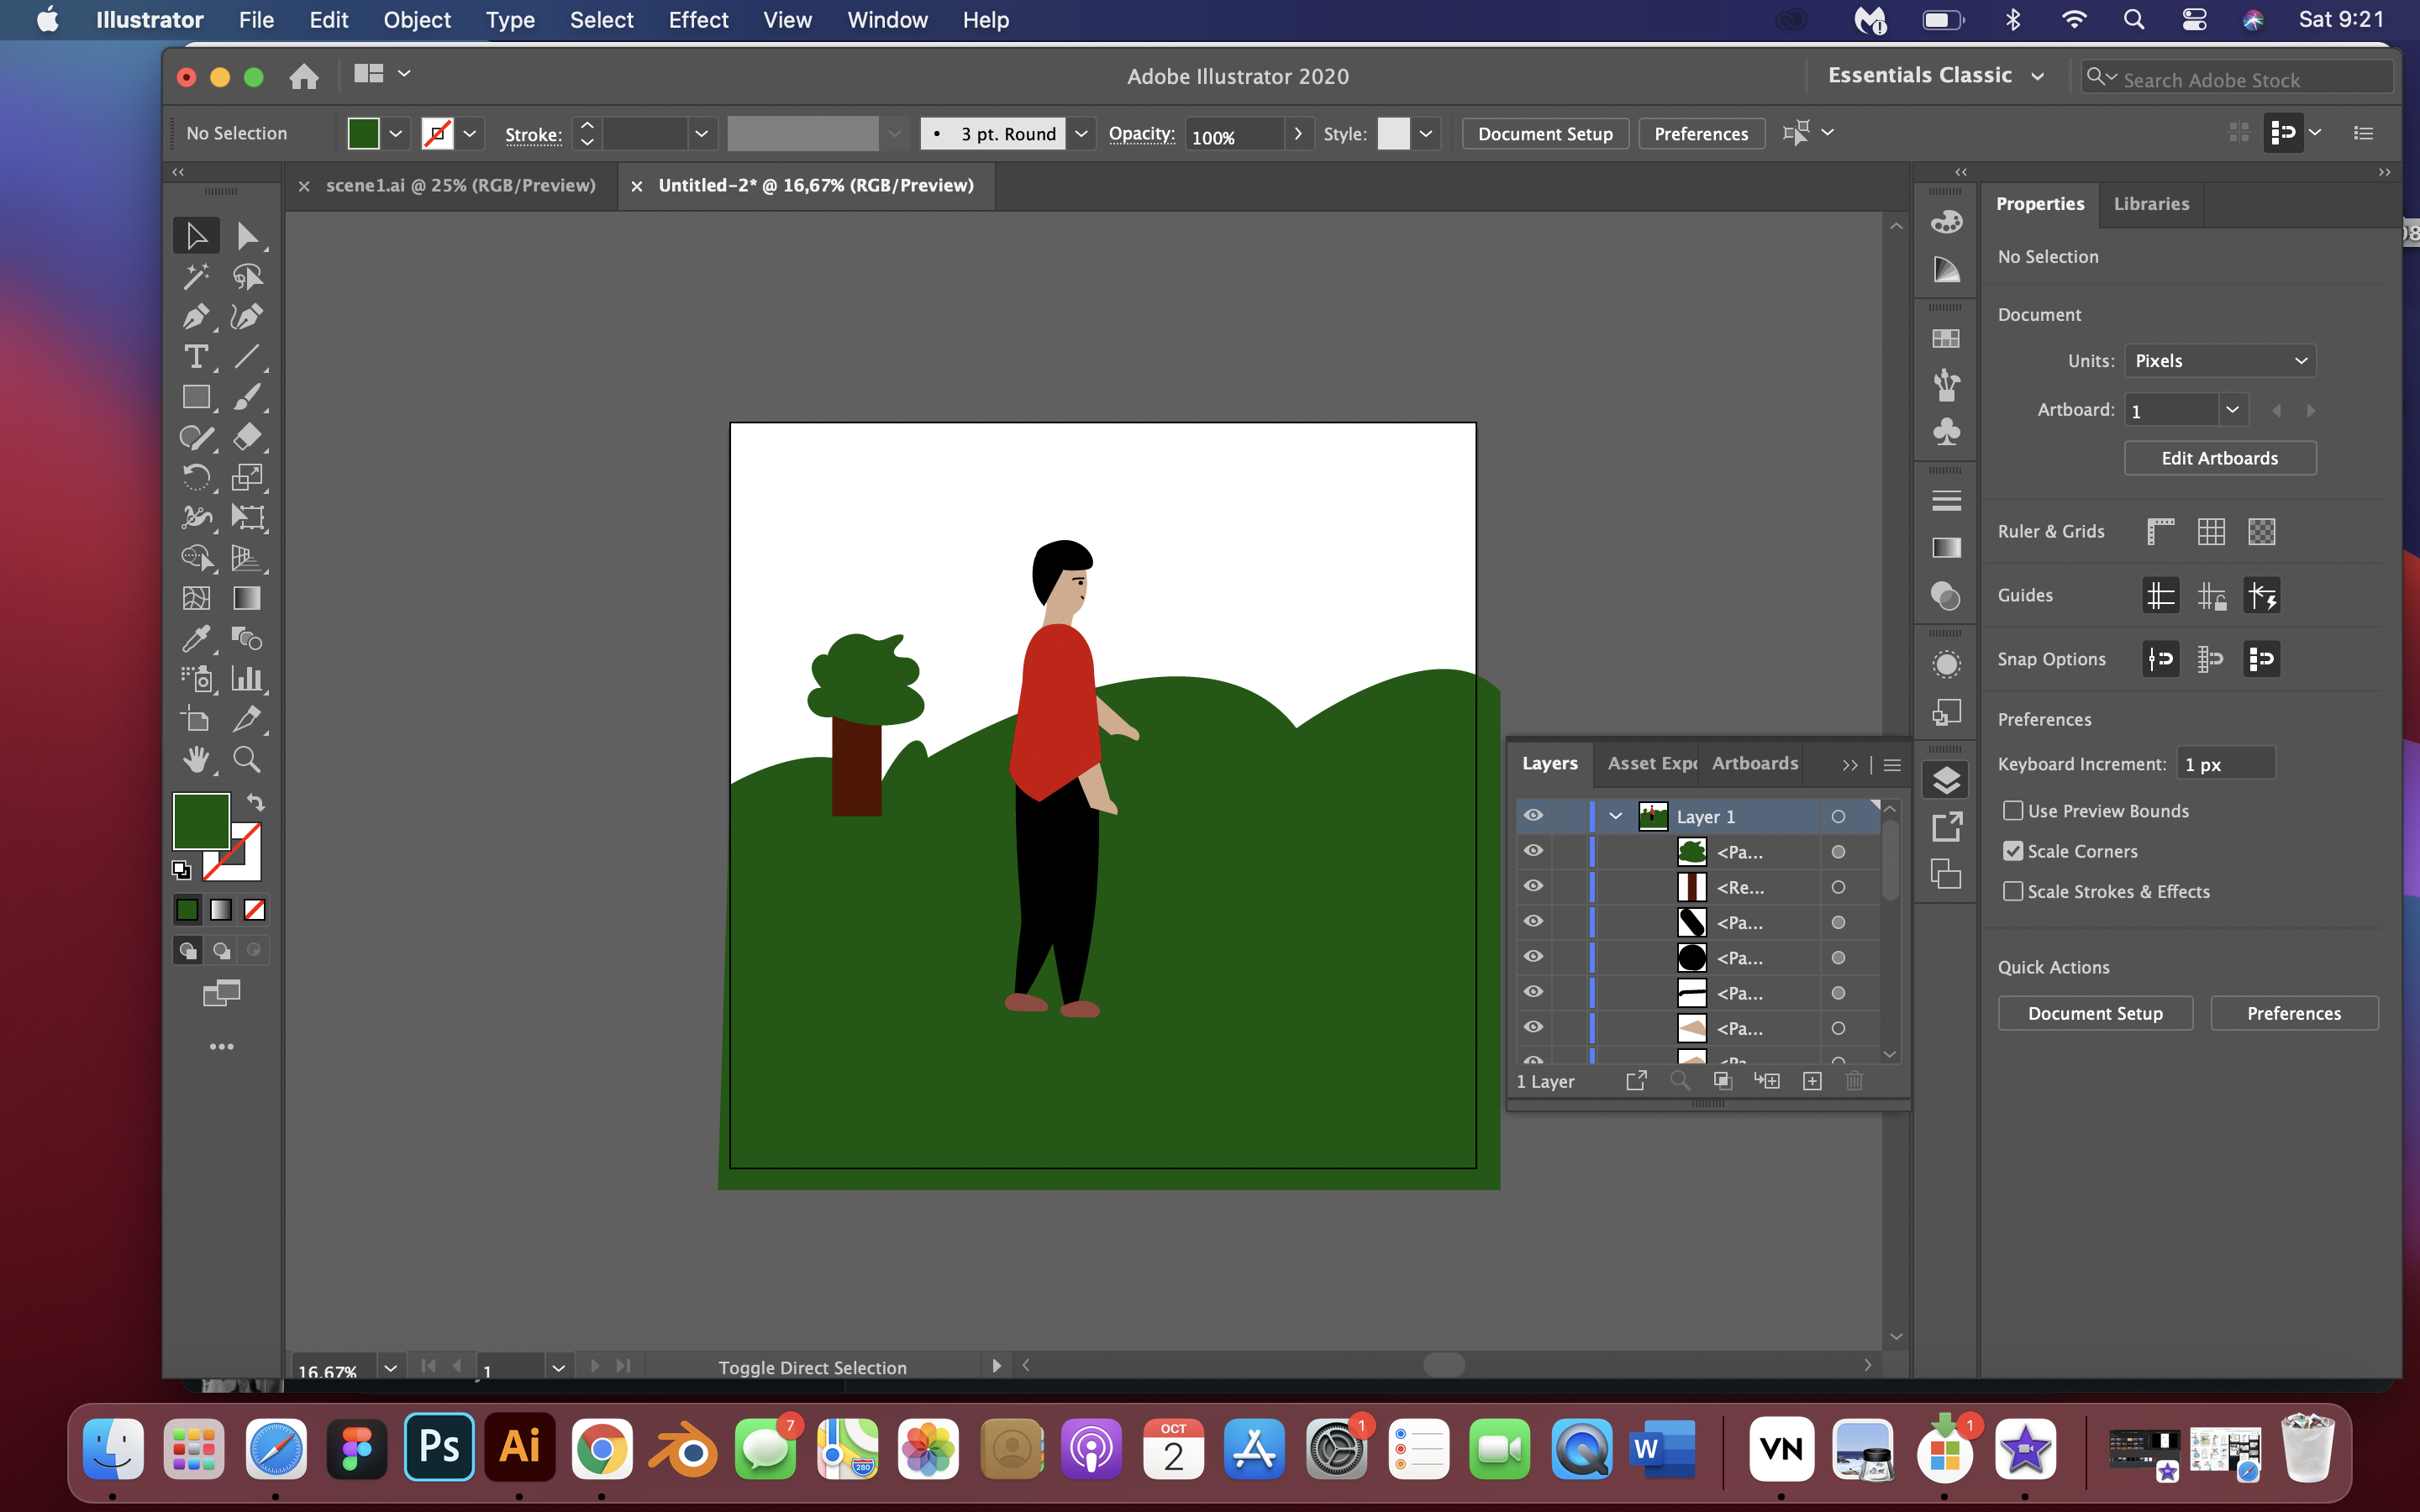 Illustrator File Edit Object Type Select Effect View Window Help Sat 9:21
Adobe Illustrator 2020 Essentials Classic Search Adobe Stock
No Selection Stroke: 3 pt. Round Opacity: 100% Style: Document Setup Preferences
scene1.ai @ 25% (RGB/Preview) Untitled-2* @ 16,67% (RGB/Preview)
Properties Libraries
No Selection
Document
Units: Pixels
Artboard: 1
Edit Artboards
Ruler & Grids
Guides
Snap Options
Preferences
Keyboard Increment: 1 px
Use Preview Bounds
Scale Corners
Scale Strokes & Effects
Quick Actions
Document Setup Preferences
Layers Asset Expo Artboards
Layer 1
<Pa...
<Re...
<Pa...
<Pa...
<Pa...
<Pa...
<Pa...
1 Layer
16,67% 1 Toggle Direct Selection
Ps Ai 7 280 OCT 2 1 W VN 1